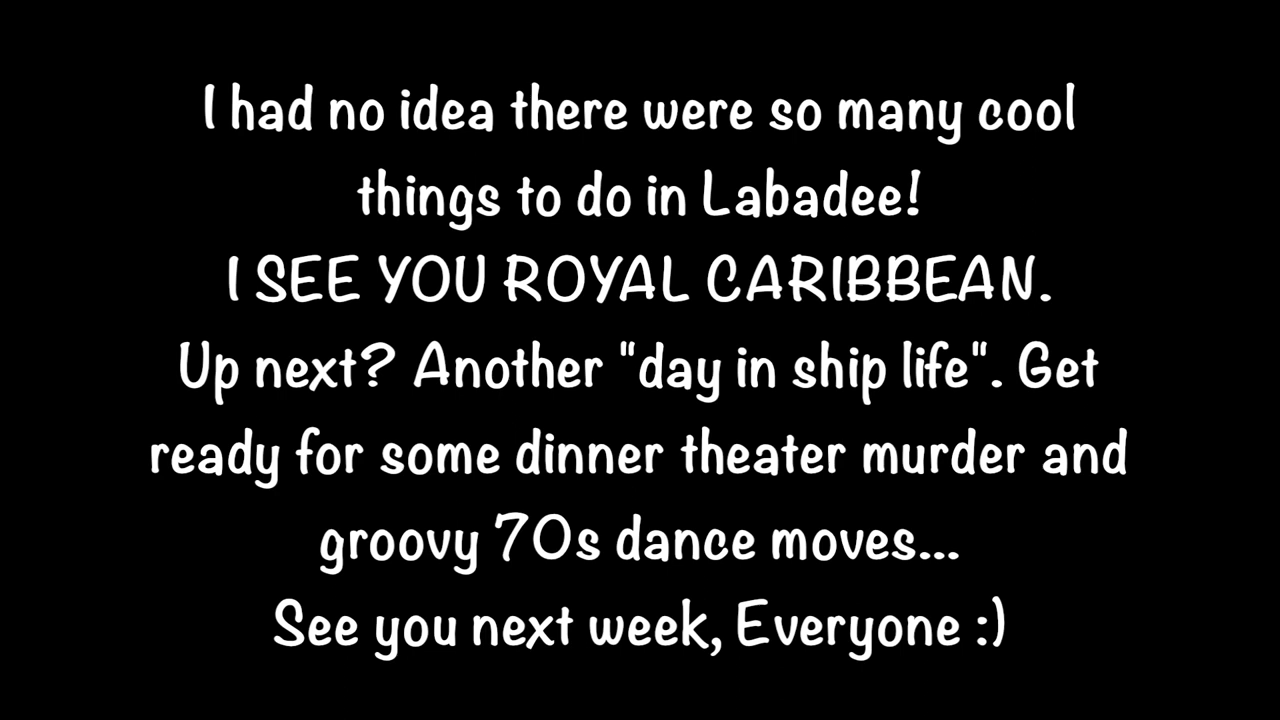 I had no idea there were so many cool
things to do in Labadee!
I SEE YOU ROYAL CARIBBEAN.
Up next? Another "day in ship life". Get
ready for some dinner theater murder and
groovy 70s dance moves...
See you next week, Everyone :)